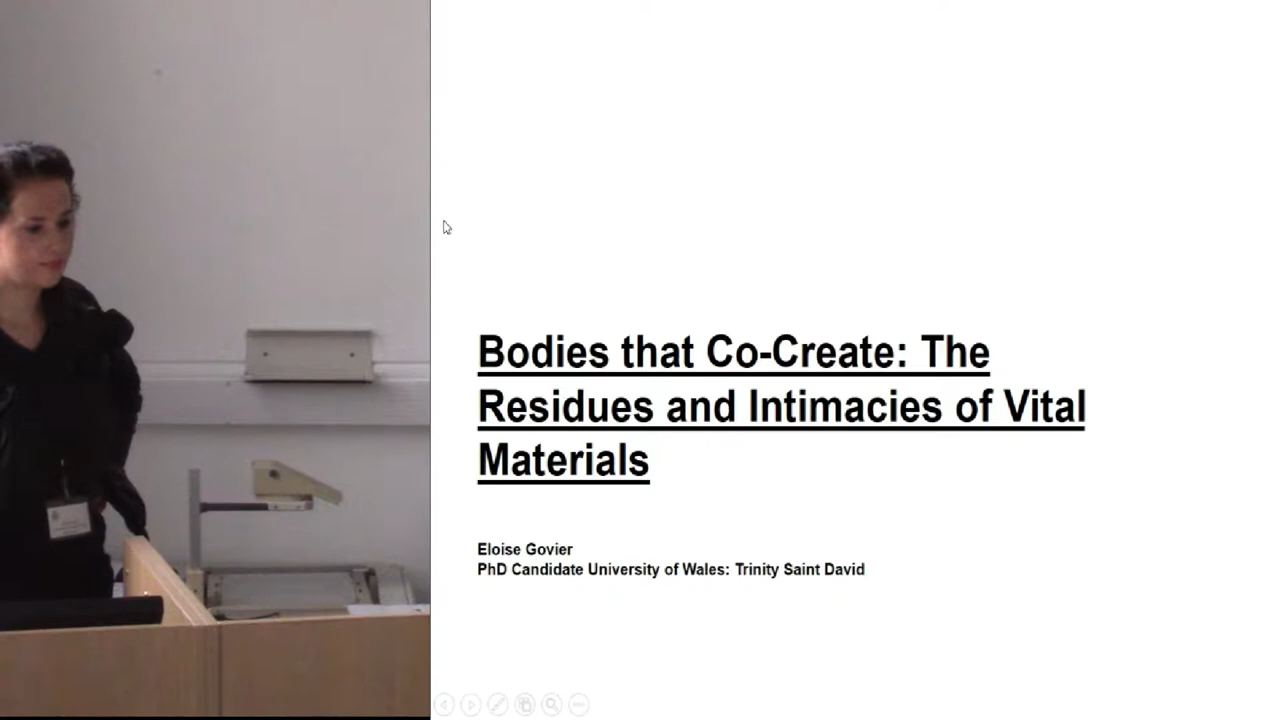 Bodies that Co-Create: The
Residues and Intimacies of Vital
Materials
Eloise Govier
PhD Candidate University of Wales: Trinity Saint David